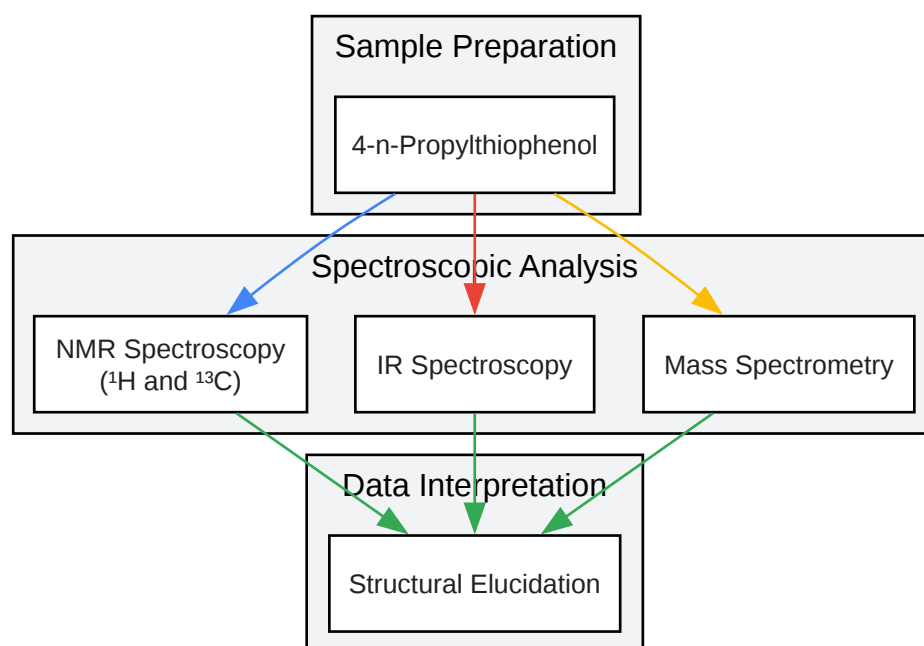 Sample Preparation
4-n-Propylthiophenol
Spectroscopic Analysis
NMR Spectroscopy
(¹H and ¹³C)
IR Spectroscopy
Mass Spectrometry
Data Interpretation
Structural Elucidation